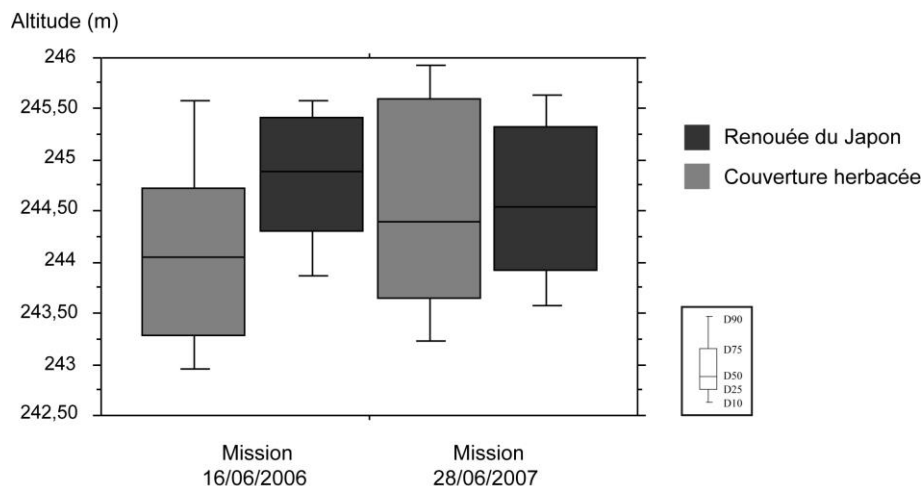 Altitude (m)
246
245,50
245
244,50
244
243,50
243
242,50
Mission
16/06/2006
Mission
28/06/2007
Renouée du Japon
Couverture herbacée
D90
D75
D50
D25
D10